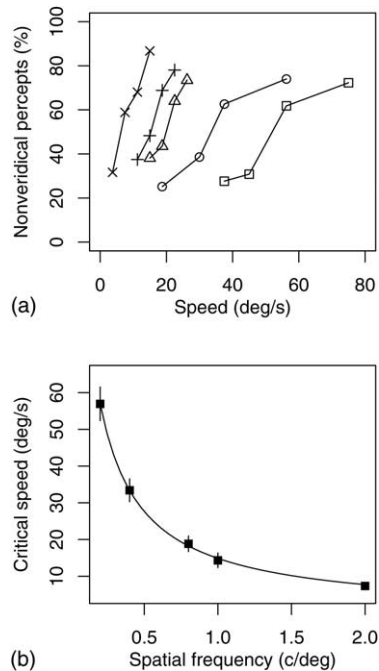 100
80
60
40
20
0
Nonveridical percepts (%)
0 20 40 60 80
Speed (deg/s)
(a)
60
50
40
30
20
10
Critical speed (deg/s)
0.5 1.0 1.5 2.0
Spatial frequency (c/deg)
(b)